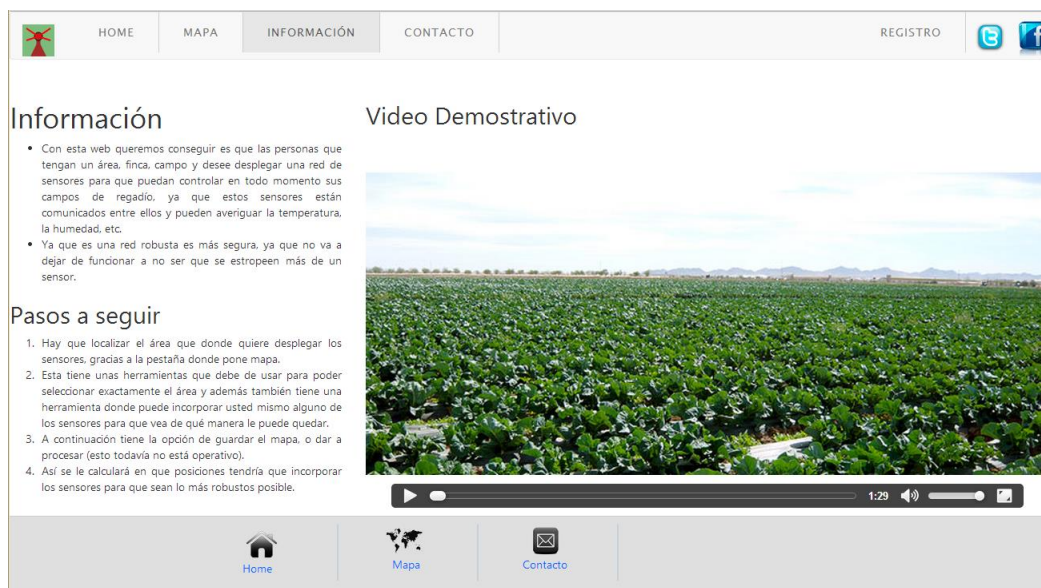 HOME
MAPA
INFORMACIÓN
CONTACTO
REGISTRO
Información
Con esta web queremos conseguir es que las personas que
tengan un área, finca, campo y desee desplegar una red de
sensores para que puedan controlar en todo momento sus
campos de regadío, ya que estos sensores están
comunicados entre ellos y pueden averiguar la temperatura,
la humedad, etc.
Ya que es una red robusta es más segura, ya que no va a
dejar de funcionar a no ser que se estropeen más de un
sensor.
Pasos a seguir
1. Hay que localizar el área que donde quiere desplegar los
sensores, gracias a la pestaña donde pone mapa.
2. Esta tiene unas herramientas que debe de usar para poder
seleccionar exactamente el área y además también tiene una
herramienta donde puede incorporar usted mismo alguno de
los sensores para que vea de qué manera le puede quedar.
3. A continuación tiene la opción de guardar el mapa, o dar a
procesar (esto todavía no está operativo).
4. Así se le calculará en que posiciones tendría que incorporar
los sensores para que sean lo más robustos posible.
Video Demostrativo
1:29
Home
Mapa
Contacto